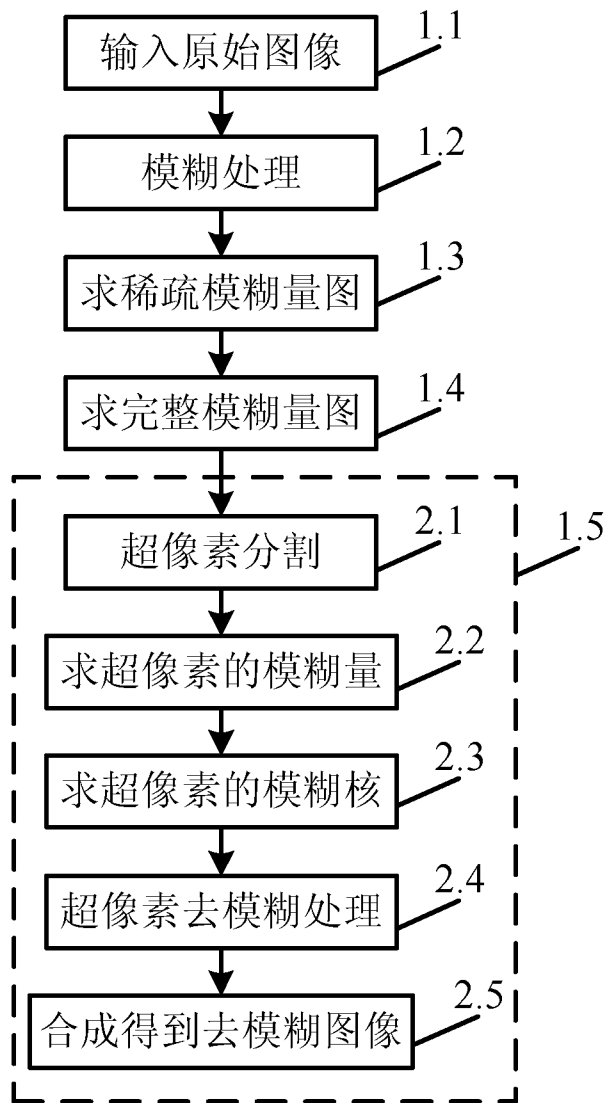 输入原始图像
1.1
模糊处理
1.2
求稀疏模糊量图
1.3
求完整模糊量图
1.4
1.5
超像素分割
2.1
求超像素的模糊量
2.2
求超像素的模糊核
2.3
超像素去模糊处理
2.4
合成得到去模糊图像
2.5